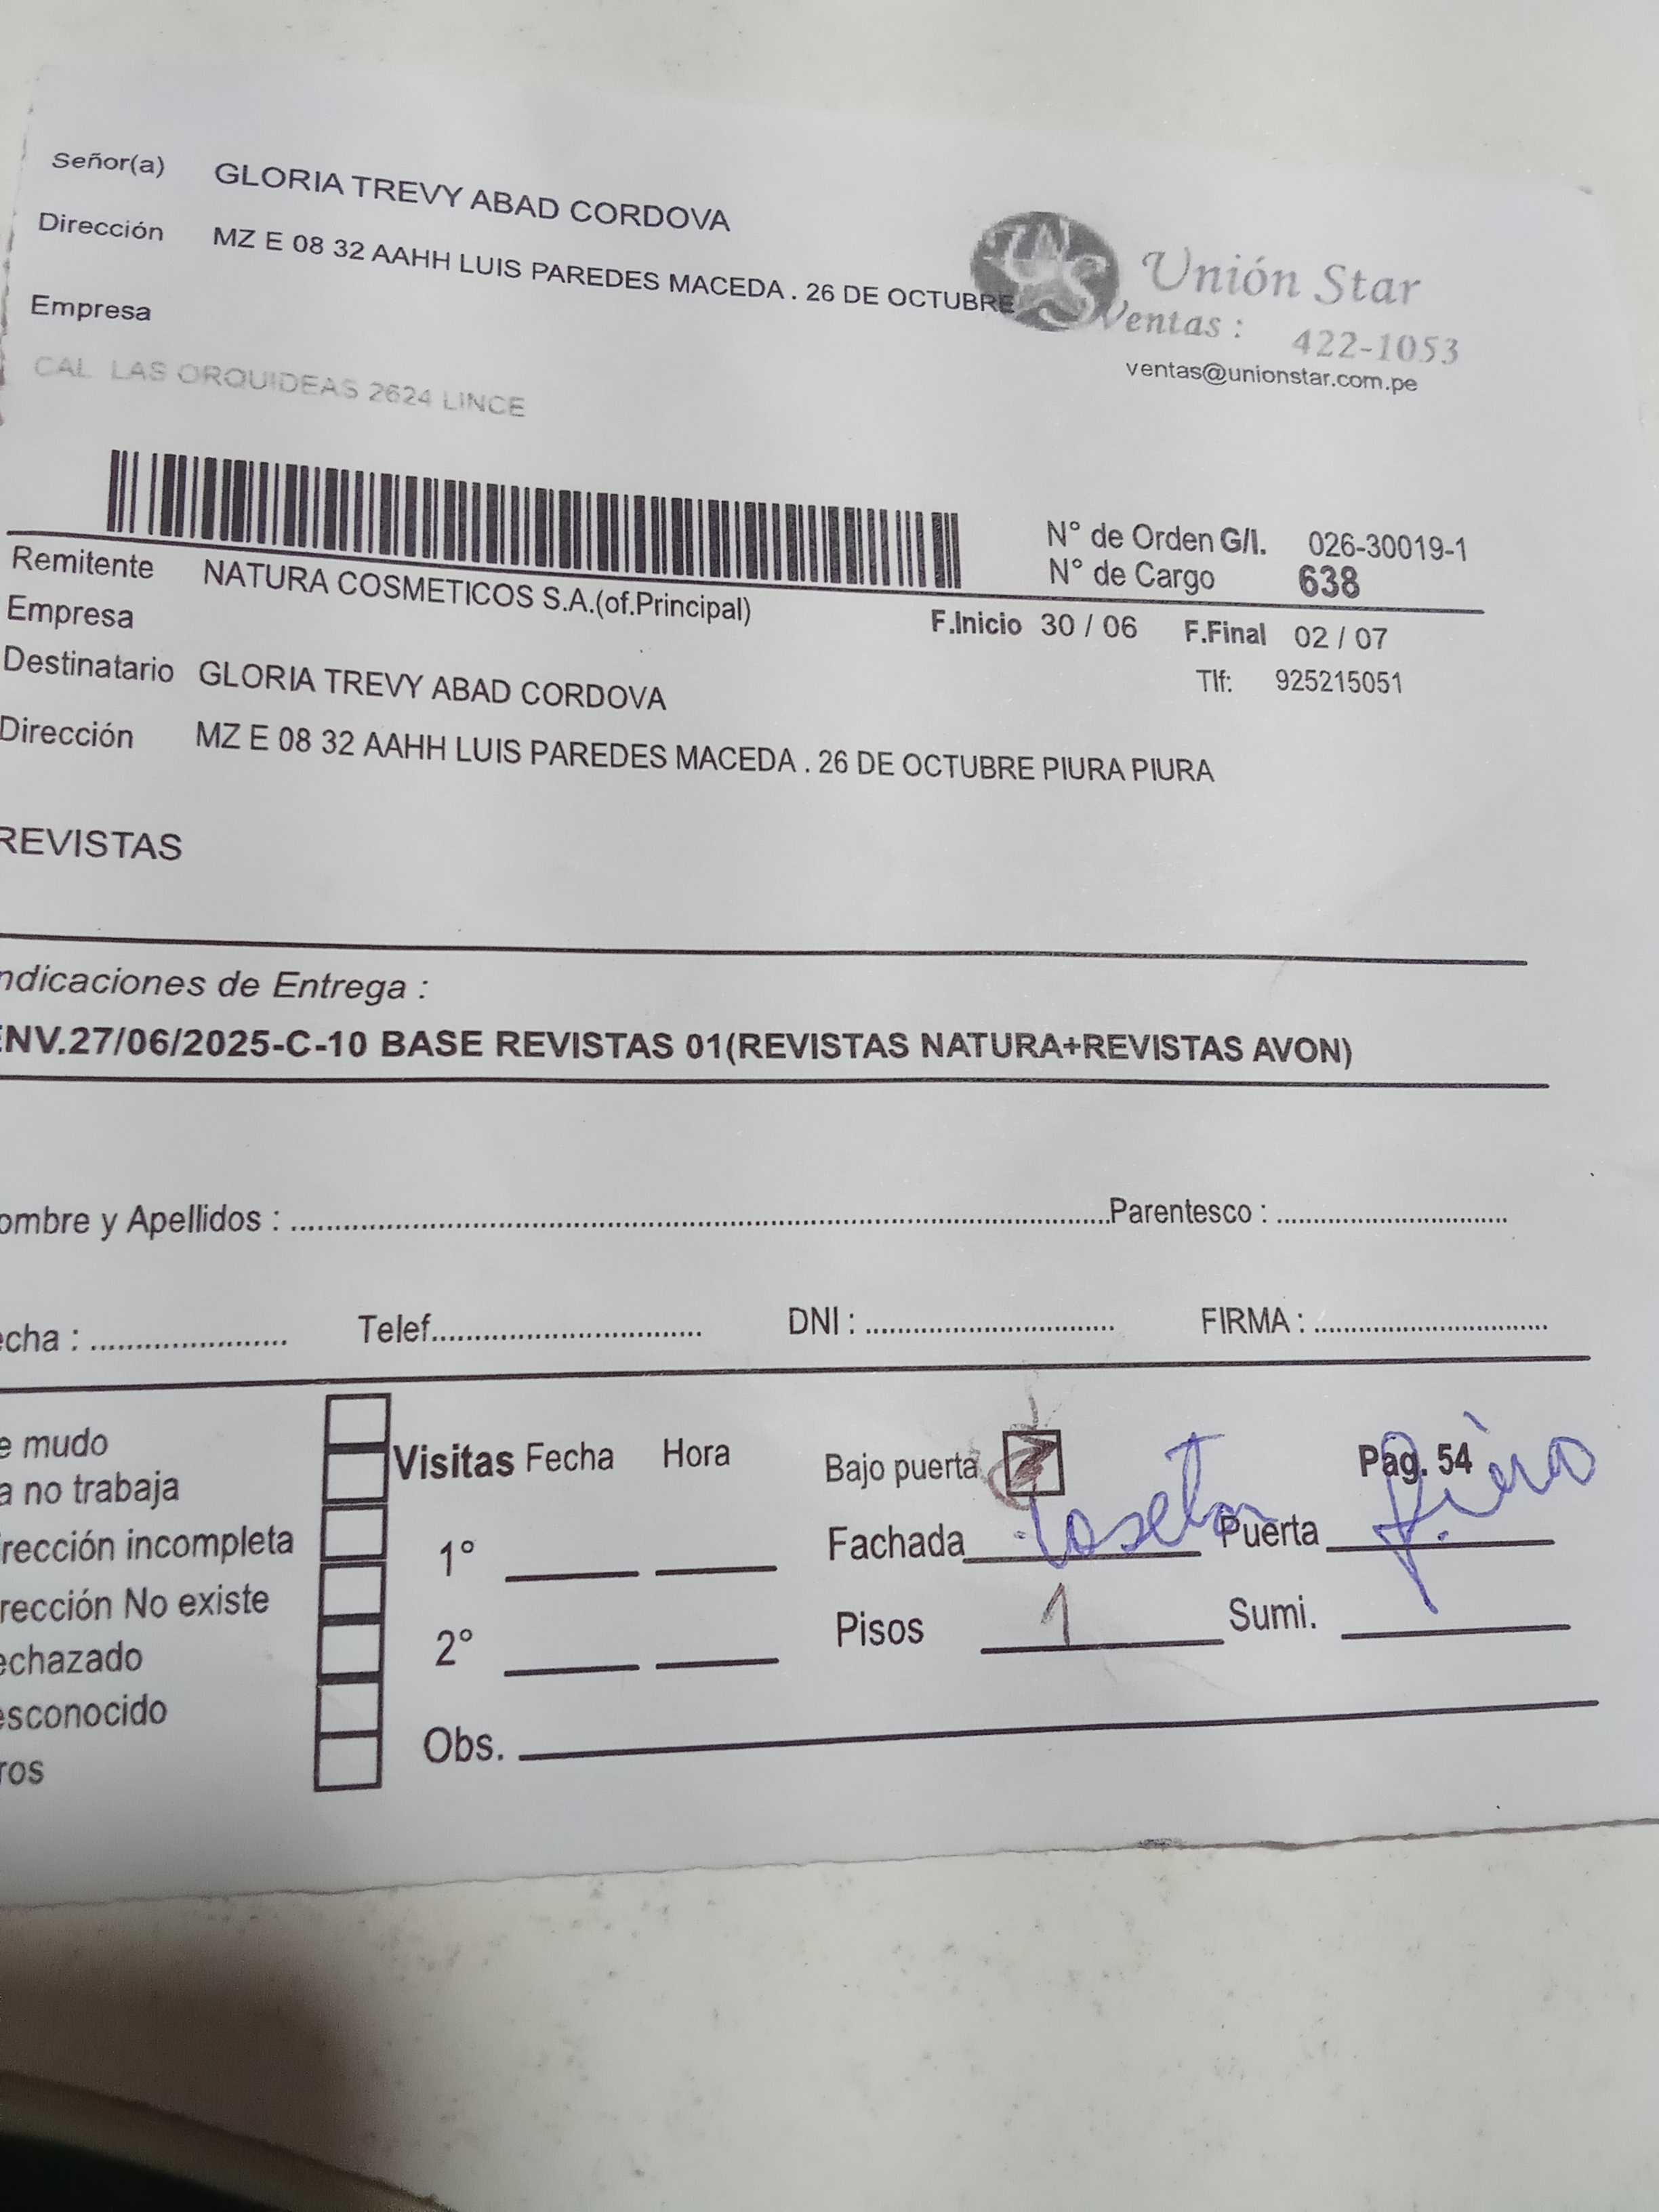 Señor(a) GLORIA TREVY ABAD CORDOVA
Dirección MZ E 08 32 AAHH LUIS PAREDES MACEDA . 26 DE OCTUBRE
Unión Star
Ventas : 422-1053
ventas@unionstar.com.pe
Empresa
CAL LAS ORQUIDEAS 2624 LINCE
N° de Orden G/I. 026-30019-1
N° de Cargo 638
Remitente NATURA COSMETICOS S.A.(of.Principal)
F.Inicio 30 / 06 F.Final 02 / 07
Empresa
Tlf: 925215051
Destinatario GLORIA TREVY ABAD CORDOVA
Dirección MZ E 08 32 AAHH LUIS PAREDES MACEDA . 26 DE OCTUBRE PIURA PIURA
REVISTAS
ndicaciones de Entrega :
ENV.27/06/2025-C-10 BASE REVISTAS 01(REVISTAS NATURA+REVISTAS AVON)
ombre y Apellidos : Parentesco :
echa : Telef. DNI : FIRMA :
e mudo
a no trabaja
irección incompleta
rección No existe
echazado
esconocido
ros
Visitas Fecha Hora
1°
2°
Obs.
Bajo puerta
Pag. 54
Fachada Puerta fierro
Pisos 1 Sumi.